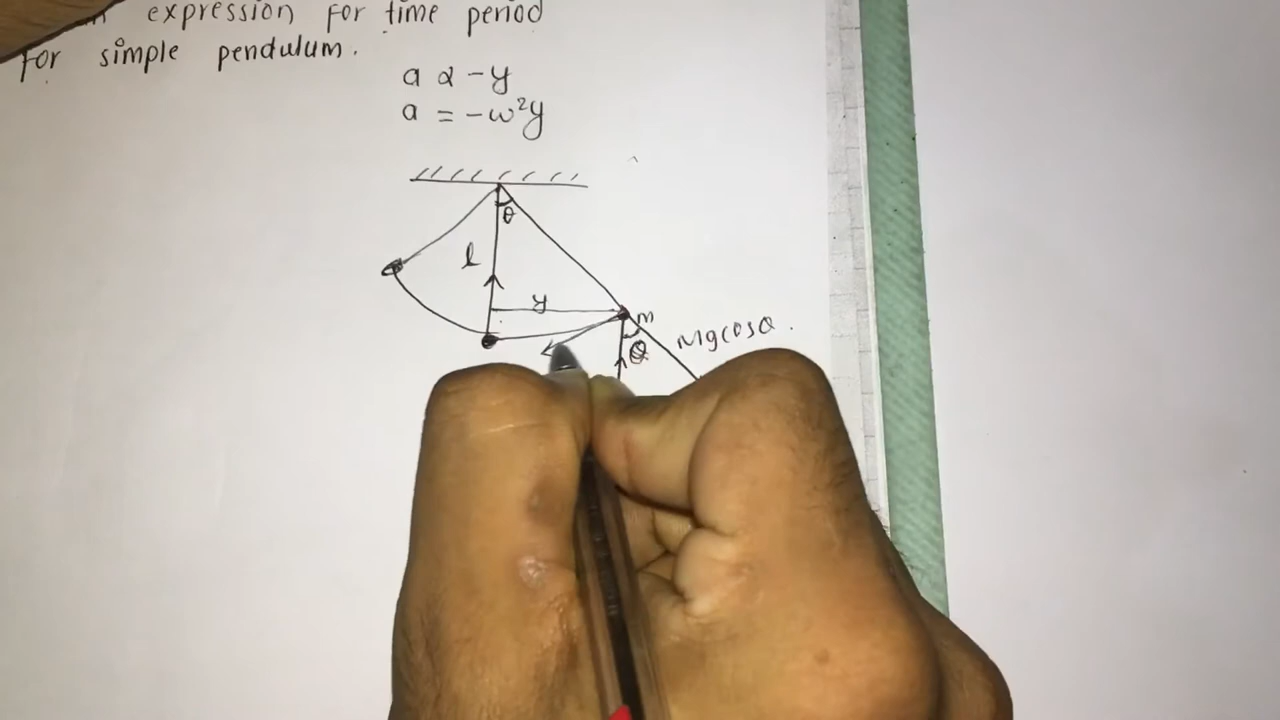 expression for time period
for simple pendulum.
a α -y
a = -ω²y
θ
l
y
m
θ
Mgcosθ.